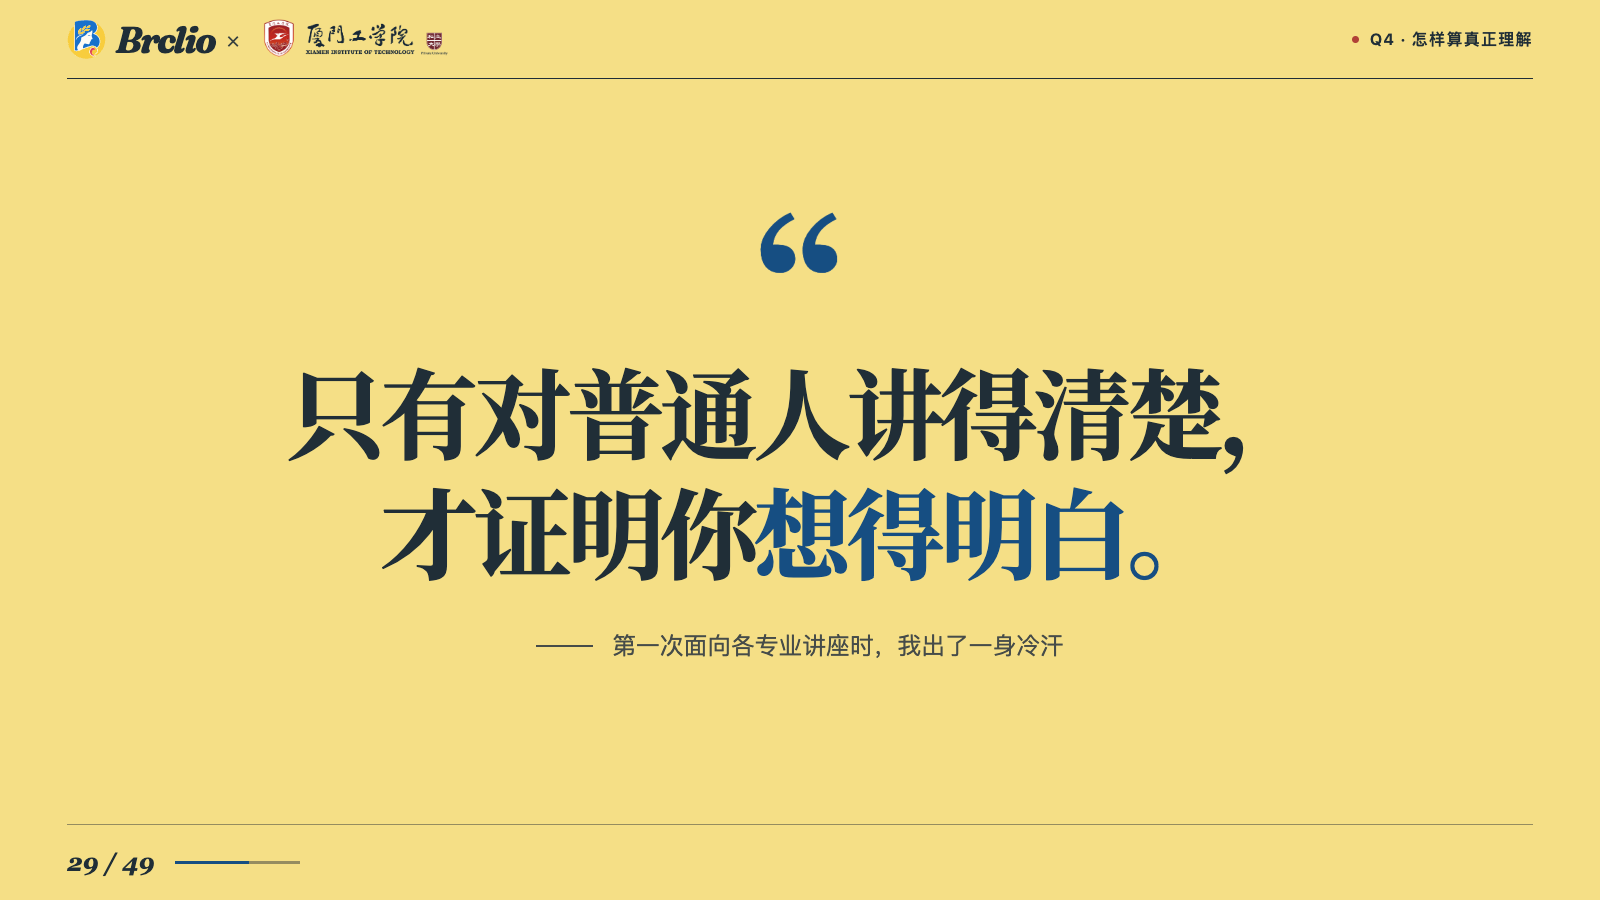 Brclio ×
厦门工学院
XIAMEN INSTITUTE OF TECHNOLOGY
Q4 · 怎样算真正理解
“
只有对普通人讲得清楚，
才证明你想得明白。
—— 第一次面向各专业讲座时，我出了一身冷汗
29 / 49